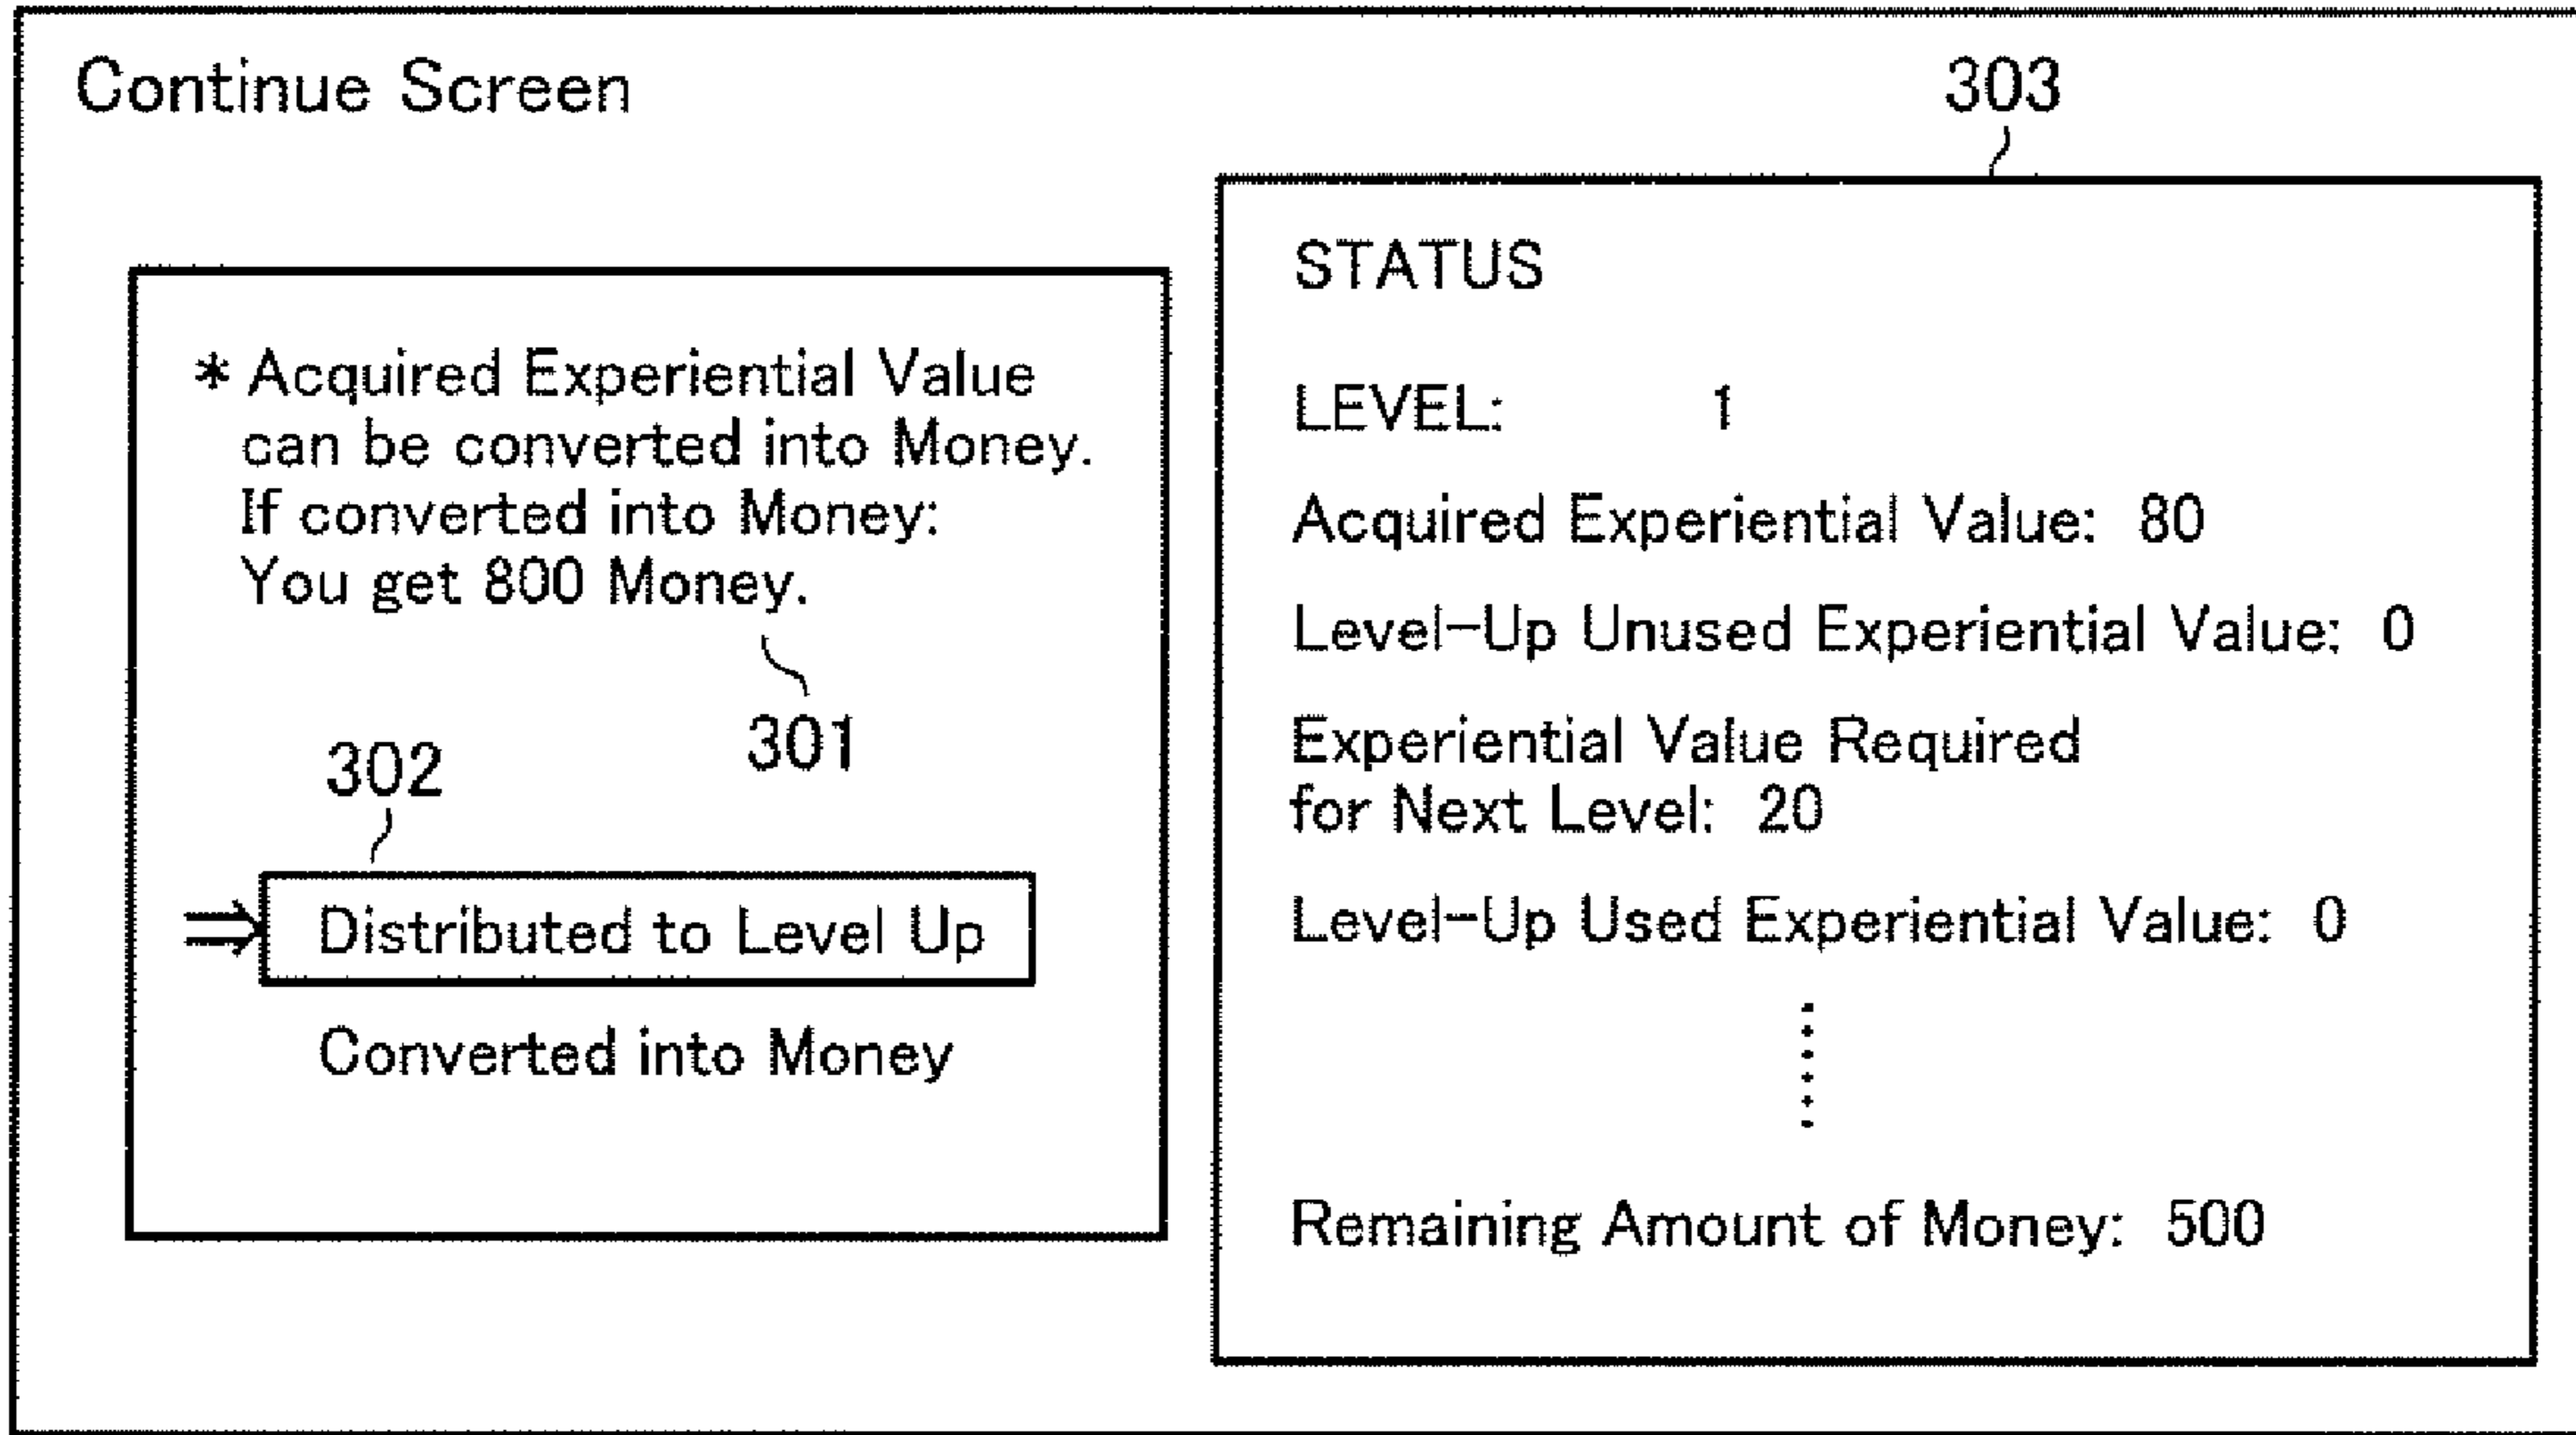 Continue Screen
303
* Acquired Experiential Value
can be converted into Money.
If converted into Money:
You get 800 Money.
301
302
⇒ Distributed to Level Up
Converted into Money
STATUS
LEVEL: 1
Acquired Experiential Value: 80
Level-Up Unused Experiential Value: 0
Experiential Value Required
for Next Level: 20
Level-Up Used Experiential Value: 0
Remaining Amount of Money: 500